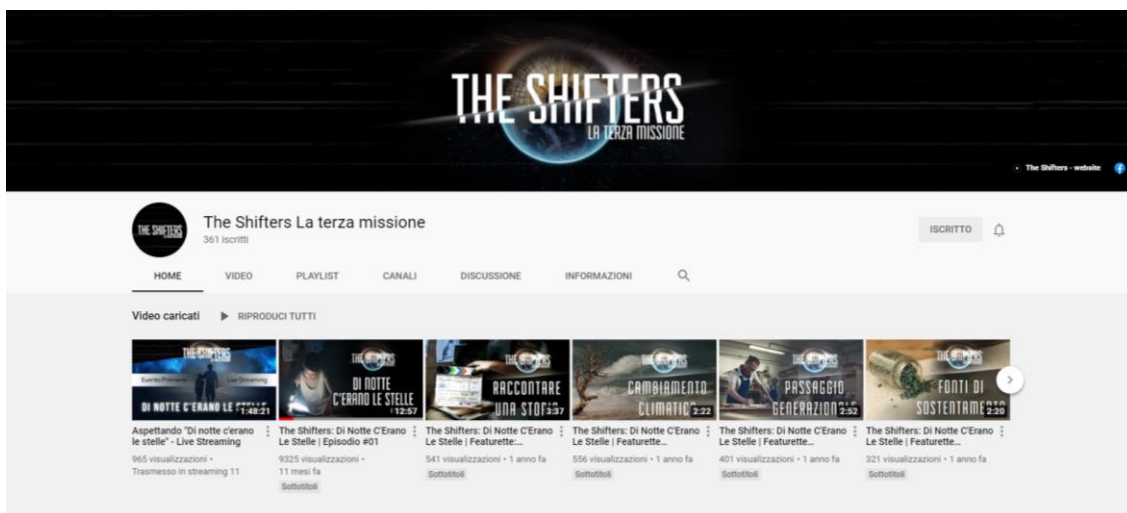 THE SHIFTERS
LA TERZA MISSIONE
The Shifters - website
THE SHIFTERS
The Shifters La terza missione
361 iscritti
ISCRITTO
HOME VIDEO PLAYLIST CANALI DISCUSSIONE INFORMAZIONI
Video caricati RIPRODUCI TUTTI
THE SHIFTERS
Evento Premiere Live Streaming
DI NOTTE C'ERANO LE
1:48:21
Aspettando "Di notte c'erano
le stelle" - Live Streaming
965 visualizzazioni •
Trasmesso in streaming 11
THE SHIFTERS
DI NOTTE
C'ERANO LE STELLE
12:57
The Shifters: Di Notte C'Erano
Le Stelle | Episodio #01
9325 visualizzazioni •
11 mesi fa
Sottotitoli
THE SHIFTERS
RACCONTARE
UNA STORIA
3:37
The Shifters: Di Notte C'Erano
Le Stelle | Featurette:...
541 visualizzazioni • 1 anno fa
Sottotitoli
THE SHIFTERS
CAMBIAMENTO
CLIMATICO
2:22
The Shifters: Di Notte C'Erano
Le Stelle | Featurette...
556 visualizzazioni • 1 anno fa
Sottotitoli
THE SHIFTERS
PASSAGGIO
GENERAZIONALE
2:52
The Shifters: Di Notte C'Erano
Le Stelle | Featurette...
401 visualizzazioni • 1 anno fa
Sottotitoli
THE SHIFTERS
FONTI DI
SOSTENTAMENTO
2:20
The Shifters: Di Notte C'Erano
Le Stelle | Featurette...
321 visualizzazioni • 1 anno fa
Sottotitoli